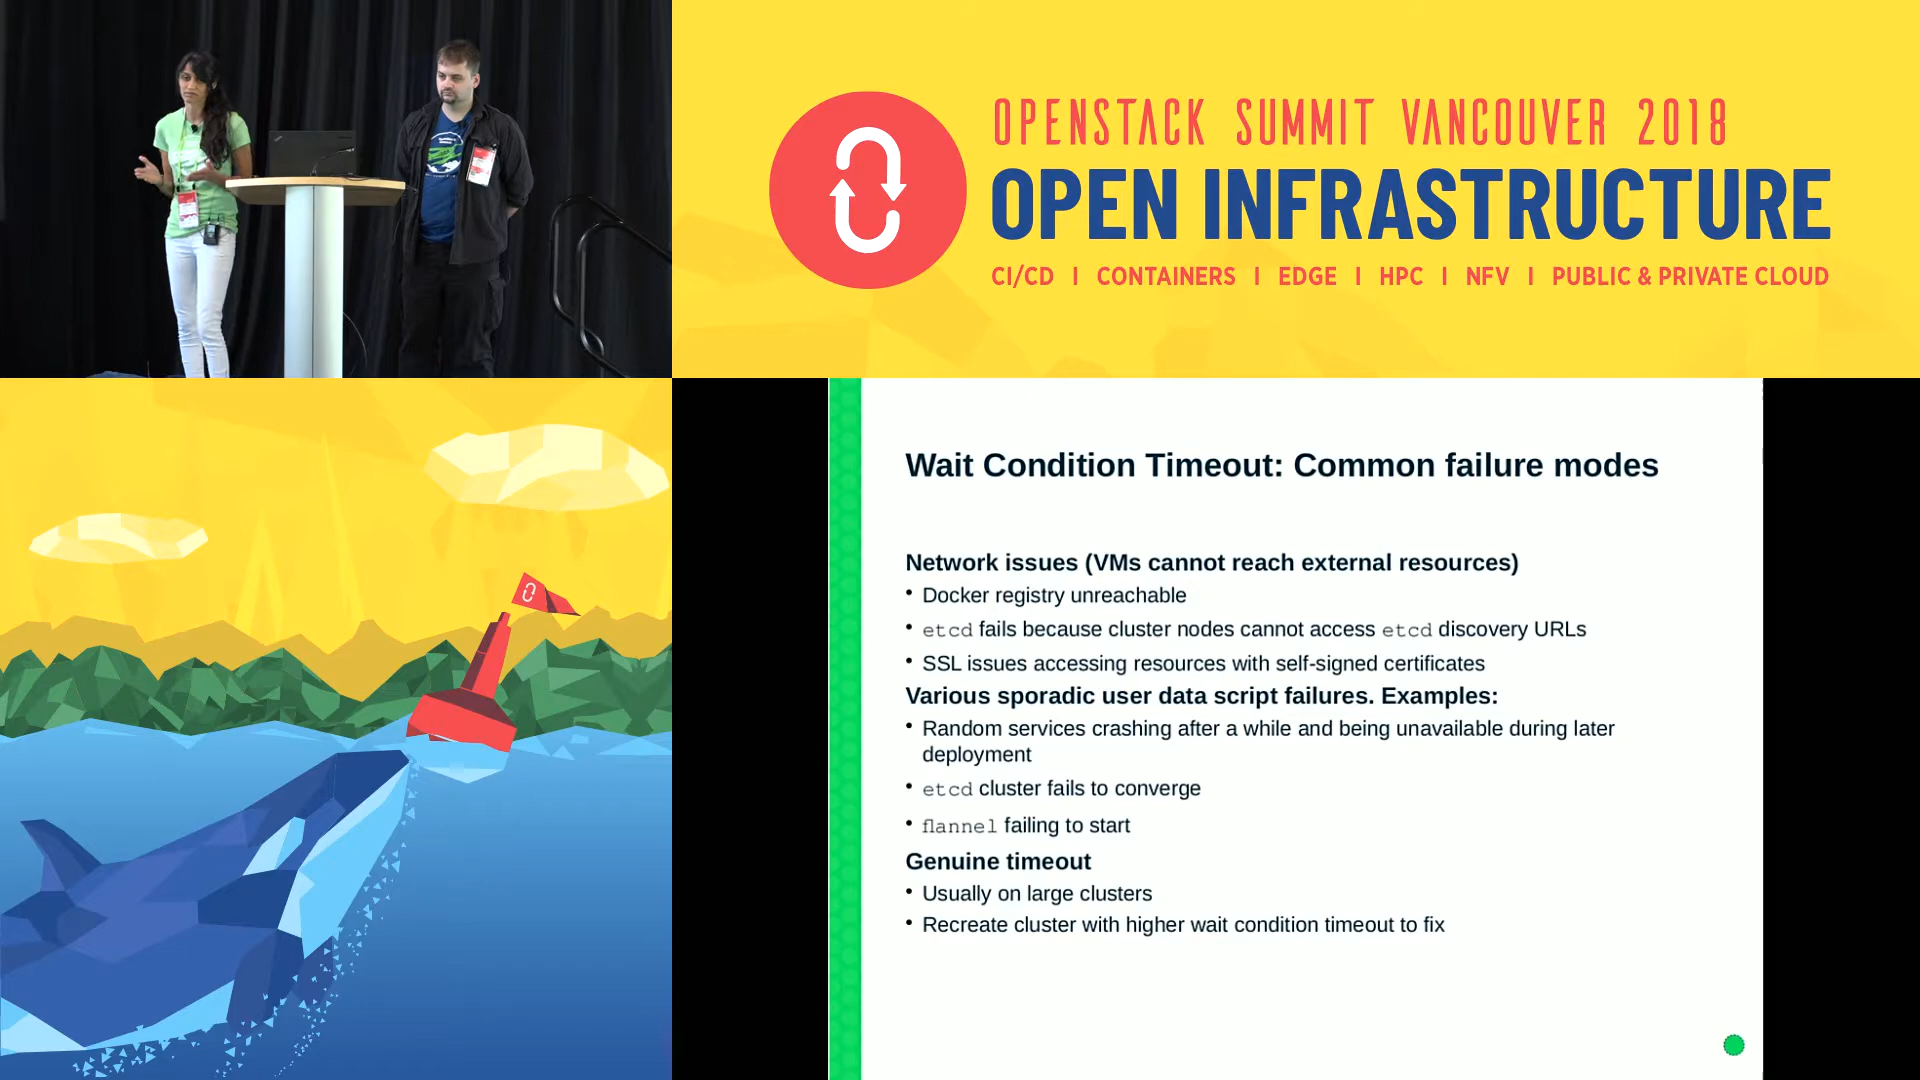 OPENSTACK SUMMIT VANCOUVER 2018
OPEN INFRASTRUCTURE
CI/CD | CONTAINERS | EDGE | HPC | NFV | PUBLIC & PRIVATE CLOUD
Wait Condition Timeout: Common failure modes
Network issues (VMs cannot reach external resources)
• Docker registry unreachable
• etcd fails because cluster nodes cannot access etcd discovery URLs
• SSL issues accessing resources with self-signed certificates
Various sporadic user data script failures. Examples:
• Random services crashing after a while and being unavailable during later
deployment
• etcd cluster fails to converge
• flannel failing to start
Genuine timeout
• Usually on large clusters
• Recreate cluster with higher wait condition timeout to fix